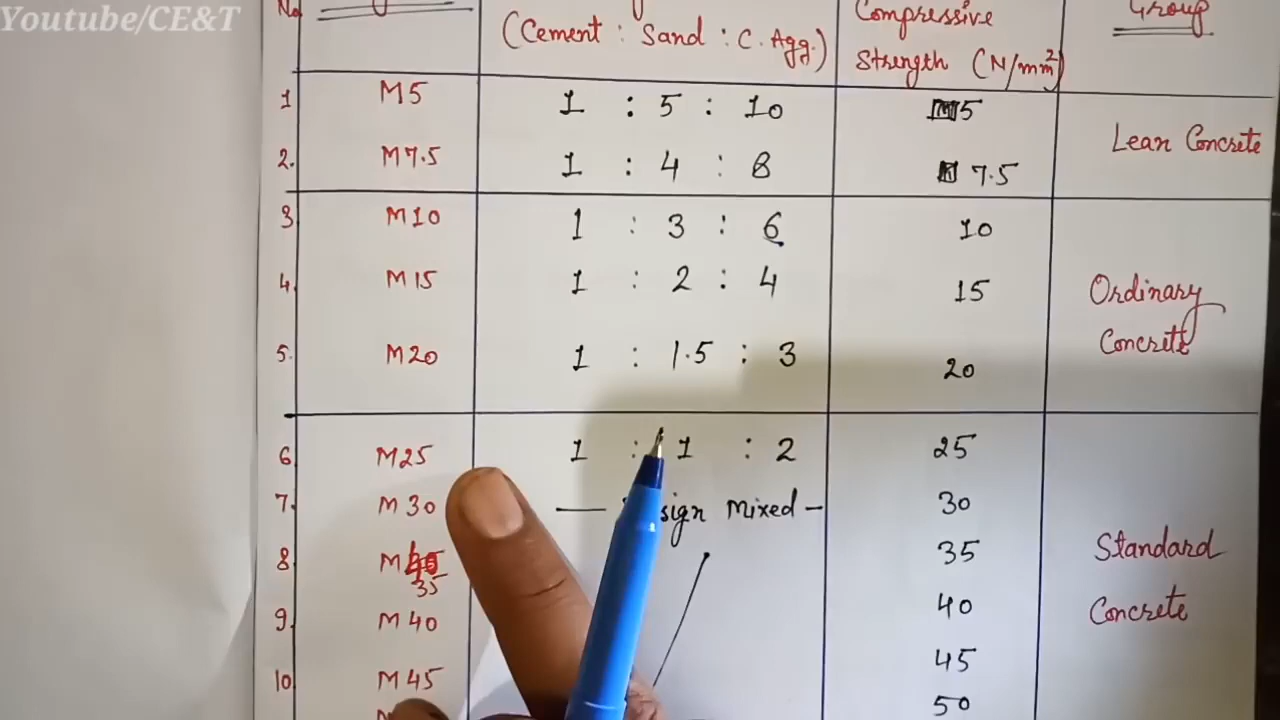 Youtube/CE&T
No
(Cement : Sand : C. Agg.)
Compressive
Strength (N/mm²)
Group
1 M5 1 : 5 : 10 5
2. M7.5 1 : 4 : 8 7.5
Lean Concrete
3 M10 1 : 3 : 6 10
4. M15 1 : 2 : 4 15
5. M20 1 : 1.5 : 3 20
Ordinary
Concrete
6 M25 1 : 1 : 2 25
7. M30 Mixed 30
8 M 35 35
9. M40 40
10 M45 45
50
Standard
Concrete